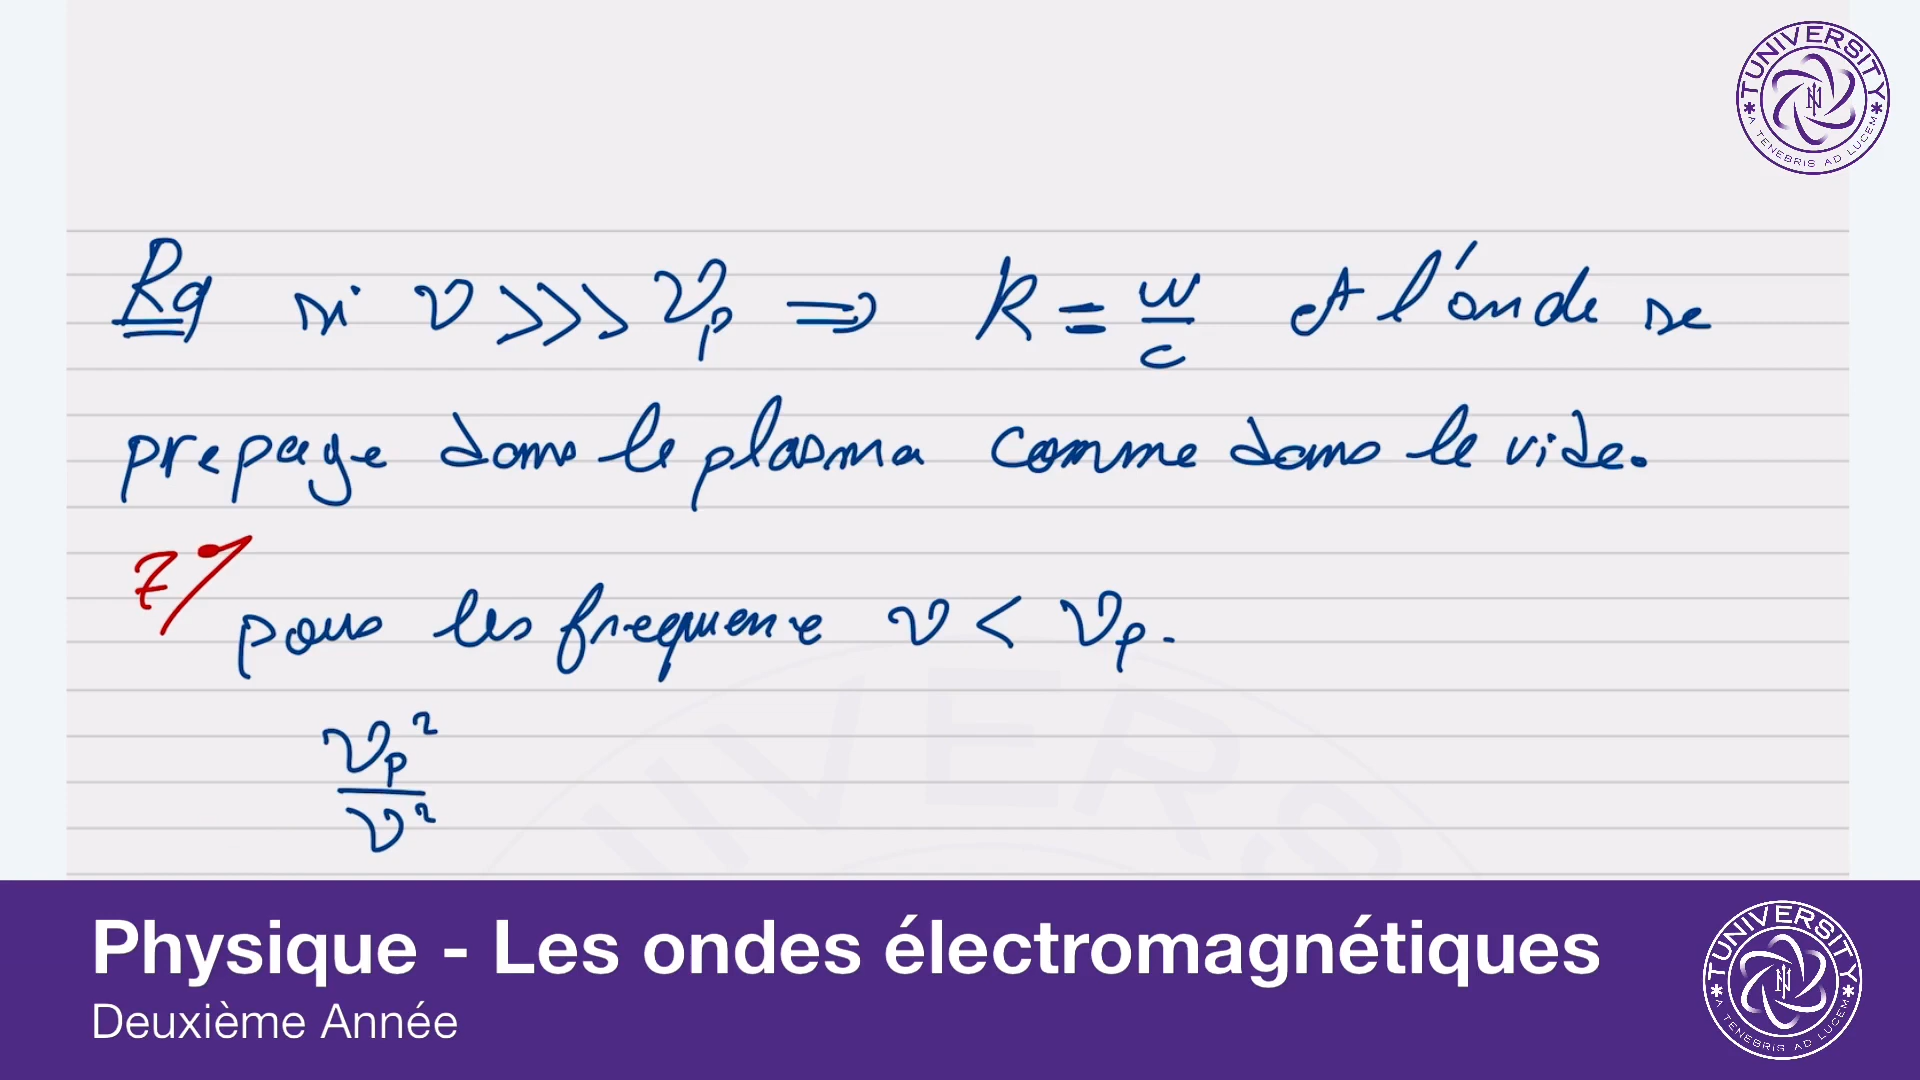 TUNIVERSITY
A TENEBRIS AD LUCEM
Rq si ν >>> νp ⇒ K = ω/c et l'onde se
propage dans le plasma comme dans le vide.
7°/
pour les frequence ν < νp.
νp²/ν²
Physique - Les ondes électromagnétiques
Deuxième Année
TUNIVERSITY
A TENEBRIS AD LUCEM